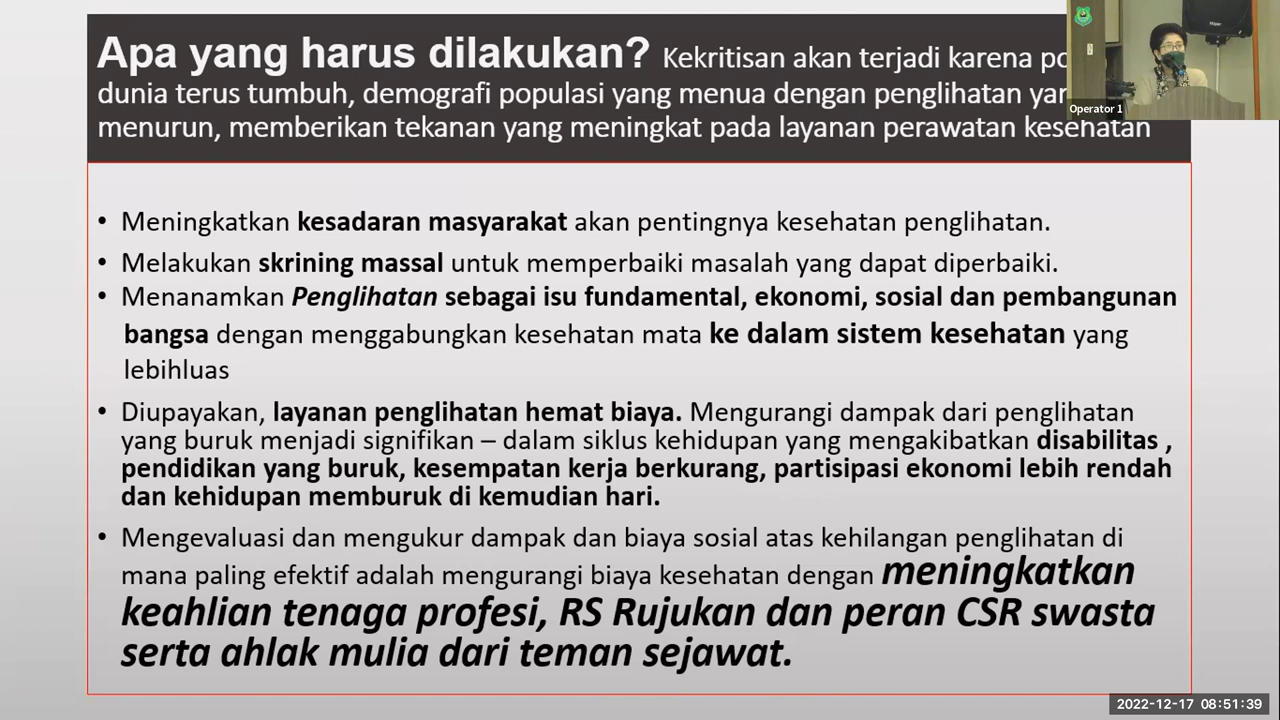 Apa yang harus dilakukan? Kekritisan akan terjadi karena
dunia terus tumbuh, demografi populasi yang menua dengan penglihatan
menurun, memberikan tekanan yang meningkat pada layanan perawatan kesehatan
Operator 1
• Meningkatkan kesadaran masyarakat akan pentingnya kesehatan penglihatan.
• Melakukan skrining massal untuk memperbaiki masalah yang dapat diperbaiki.
• Menanamkan Penglihatan sebagai isu fundamental, ekonomi, sosial dan pembangunan
bangsa dengan menggabungkan kesehatan mata ke dalam sistem kesehatan yang
lebihluas
• Diupayakan, layanan penglihatan hemat biaya. Mengurangi dampak dari penglihatan
yang buruk menjadi signifikan – dalam siklus kehidupan yang mengakibatkan disabilitas ,
pendidikan yang buruk, kesempatan kerja berkurang, partisipasi ekonomi lebih rendah
dan kehidupan memburuk di kemudian hari.
• Mengevaluasi dan mengukur dampak dan biaya sosial atas kehilangan penglihatan di
mana paling efektif adalah mengurangi biaya kesehatan dengan meningkatkan
keahlian tenaga profesi, RS Rujukan dan peran CSR swasta
serta ahlak mulia dari teman sejawat.
2022-12-17 08:51:39